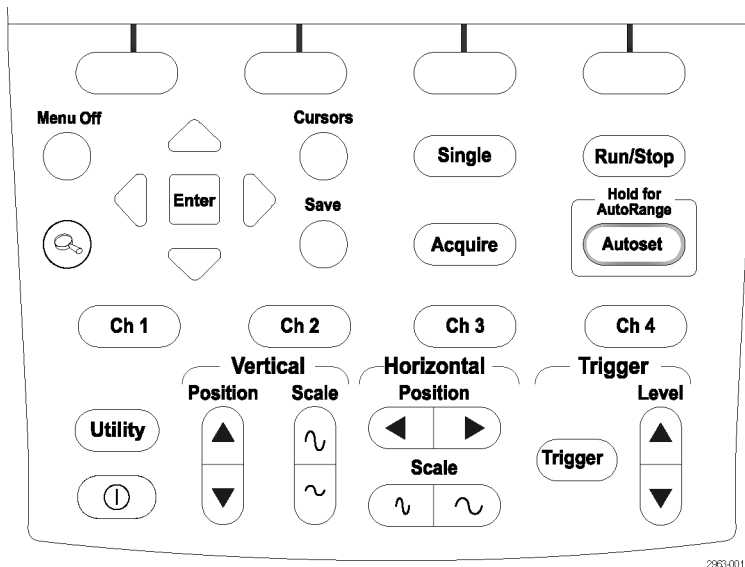 Menu Off
Cursors
Single
Run/Stop
Enter
Save
Hold for
AutoRange
Acquire
Autoset
Ch 1
Ch 2
Ch 3
Ch 4
Vertical
Horizontal
Trigger
Position
Scale
Position
Level
Utility
Trigger
Scale
2963-001